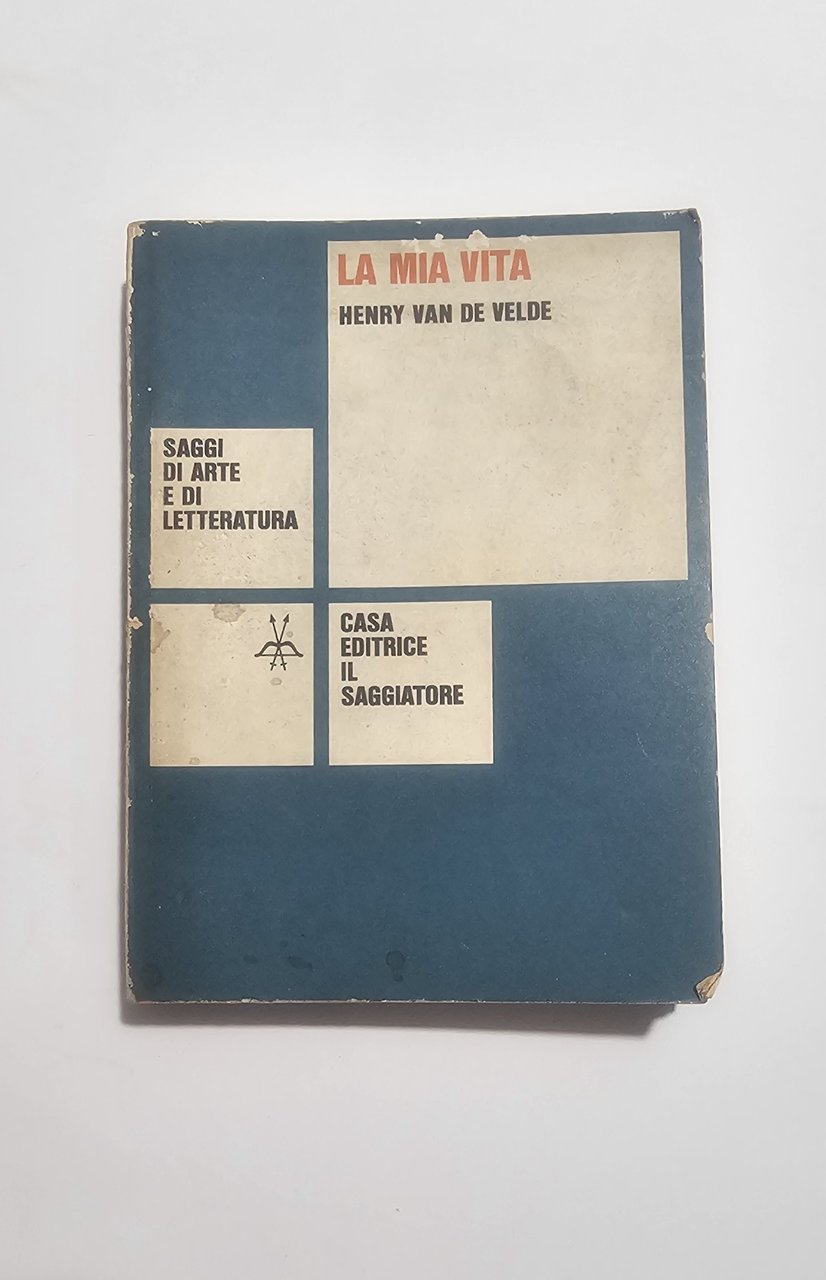 LA MIA VITA
HENRY VAN DE VELDE
SAGGI
DI ARTE
E DI
LETTERATURA
CASA
EDITRICE
IL
SAGGIATORE